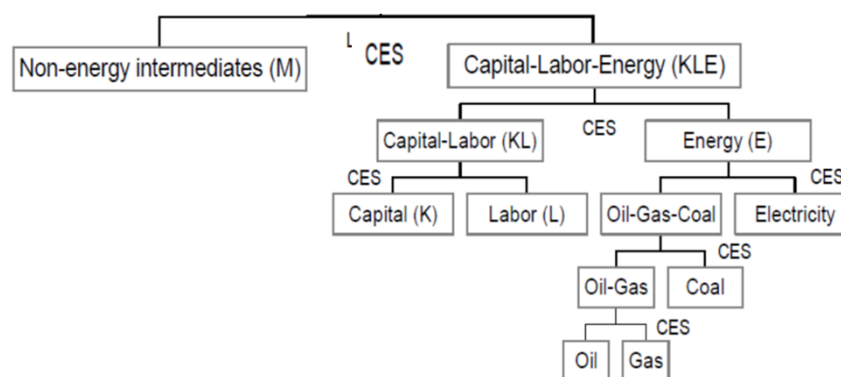 L
CES
Non-energy intermediates (M)
Capital-Labor-Energy (KLE)
CES
Capital-Labor (KL)
Energy (E)
CES
CES
Capital (K)
Labor (L)
Oil-Gas-Coal
Electricity
CES
Oil-Gas
Coal
CES
Oil
Gas